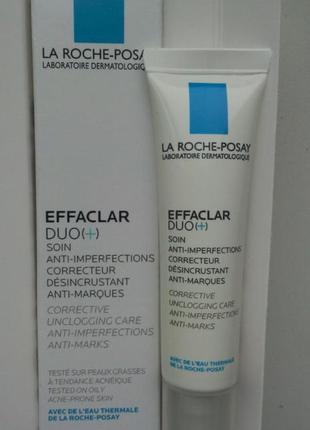 LA ROCHE-POSAY
LABORATOIRE DERMATOLOGIQUE
EFFACLAR
DUO(+)
SOIN
ANTI-IMPERFECTIONS
CORRECTEUR
DÉSINCRUSTANT
ANTI-MARQUES
CORRECTIVE
UNCLOGGING CARE
ANTI-IMPERFECTIONS
ANTI-MARKS
TESTÉ SUR PEAUX GRASSES
À TENDANCE ACNÉIQUE
TESTED ON OILY
ACNE-PRONE SKIN
AVEC DE L'EAU THERMALE
DE LA ROCHE-POSAY
LA ROCHE-POSAY
LABORATOIRE DERMATOLOGIQUE
EFFACLAR
DUO(+)
SOIN
ANTI-IMPERFECTIONS
CORRECTEUR
DÉSINCRUSTANT
ANTI-MARQUES
CORRECTIVE
UNCLOGGING CARE
ANTI-IMPERFECTIONS
ANTI-MARKS
AVEC DE L'EAU THERMALE
DE LA ROCHE-POSAY